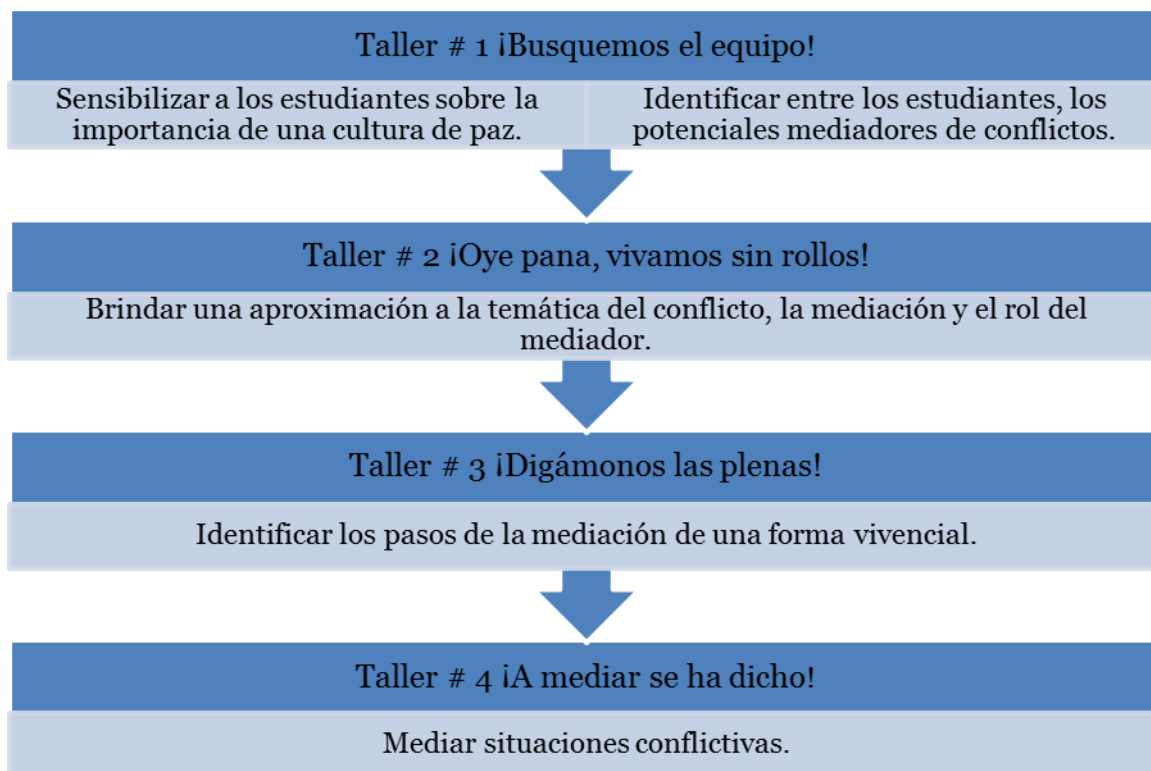 Taller # 1 ¡Busquemos el equipo!
Sensibilizar a los estudiantes sobre la
importancia de una cultura de paz.
Identificar entre los estudiantes, los
potenciales mediadores de conflictos.
Taller # 2 ¡Oye pana, vivamos sin rollos!
Brindar una aproximación a la temática del conflicto, la mediación y el rol del
mediador.
Taller # 3 ¡Digámonos las plenas!
Identificar los pasos de la mediación de una forma vivencial.
Taller # 4 ¡A mediar se ha dicho!
Mediar situaciones conflictivas.